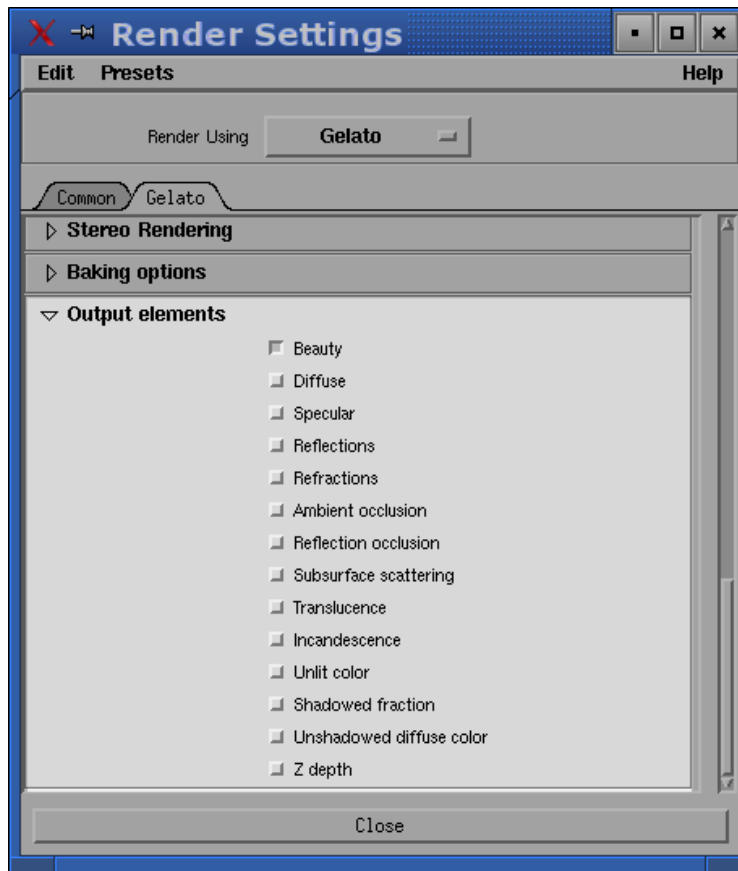 Render Settings
Edit Presets Help
Render Using Gelato
Common Gelato
Stereo Rendering
Baking options
Output elements
Beauty
Diffuse
Specular
Reflections
Refractions
Ambient occlusion
Reflection occlusion
Subsurface scattering
Translucence
Incandescence
Unlit color
Shadowed fraction
Unshadowed diffuse color
Z depth
Close